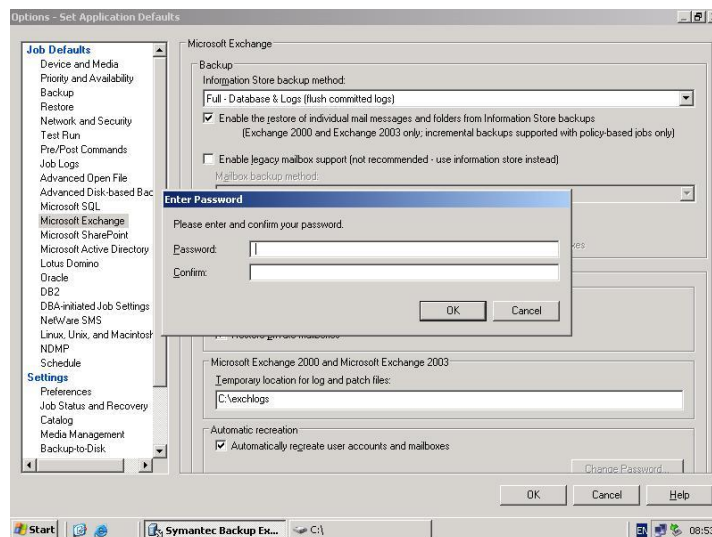 Options - Set Application Defaults
Job Defaults
Device and Media
Priority and Availability
Backup
Restore
Network and Security
Test Run
Pre/Post Commands
Job Logs
Advanced Open File
Advanced Disk-based Bac
Microsoft SQL
Microsoft Exchange
Microsoft SharePoint
Microsoft Active Directory
Lotus Domino
Oracle
DB2
DBA-initiated Job Settings
NetWare SMS
Linux, Unix, and Macintosh
NDMP
Schedule
Settings
Preferences
Job Status and Recovery
Catalog
Media Management
Backup-to-Disk
Microsoft Exchange
Backup
Information Store backup method:
Full - Database & Logs (flush committed logs)
Enable the restore of individual mail messages and folders from Information Store backups
(Exchange 2000 and Exchange 2003 only; incremental backups supported with policy-based jobs only)
Enable legacy mailbox support (not recommended - use information store instead)
Mailbox backup method:
Enter Password
Please enter and confirm your password.
Password:
Confirm:
OK Cancel
Microsoft Exchange 2000 and Microsoft Exchange 2003
Temporary location for log and patch files:
C:\exchlogs
Automatic recreation
Automatically recreate user accounts and mailboxes
Change Password...
OK Cancel Help
Start Symantec Backup Ex... C:\ EN 08:53